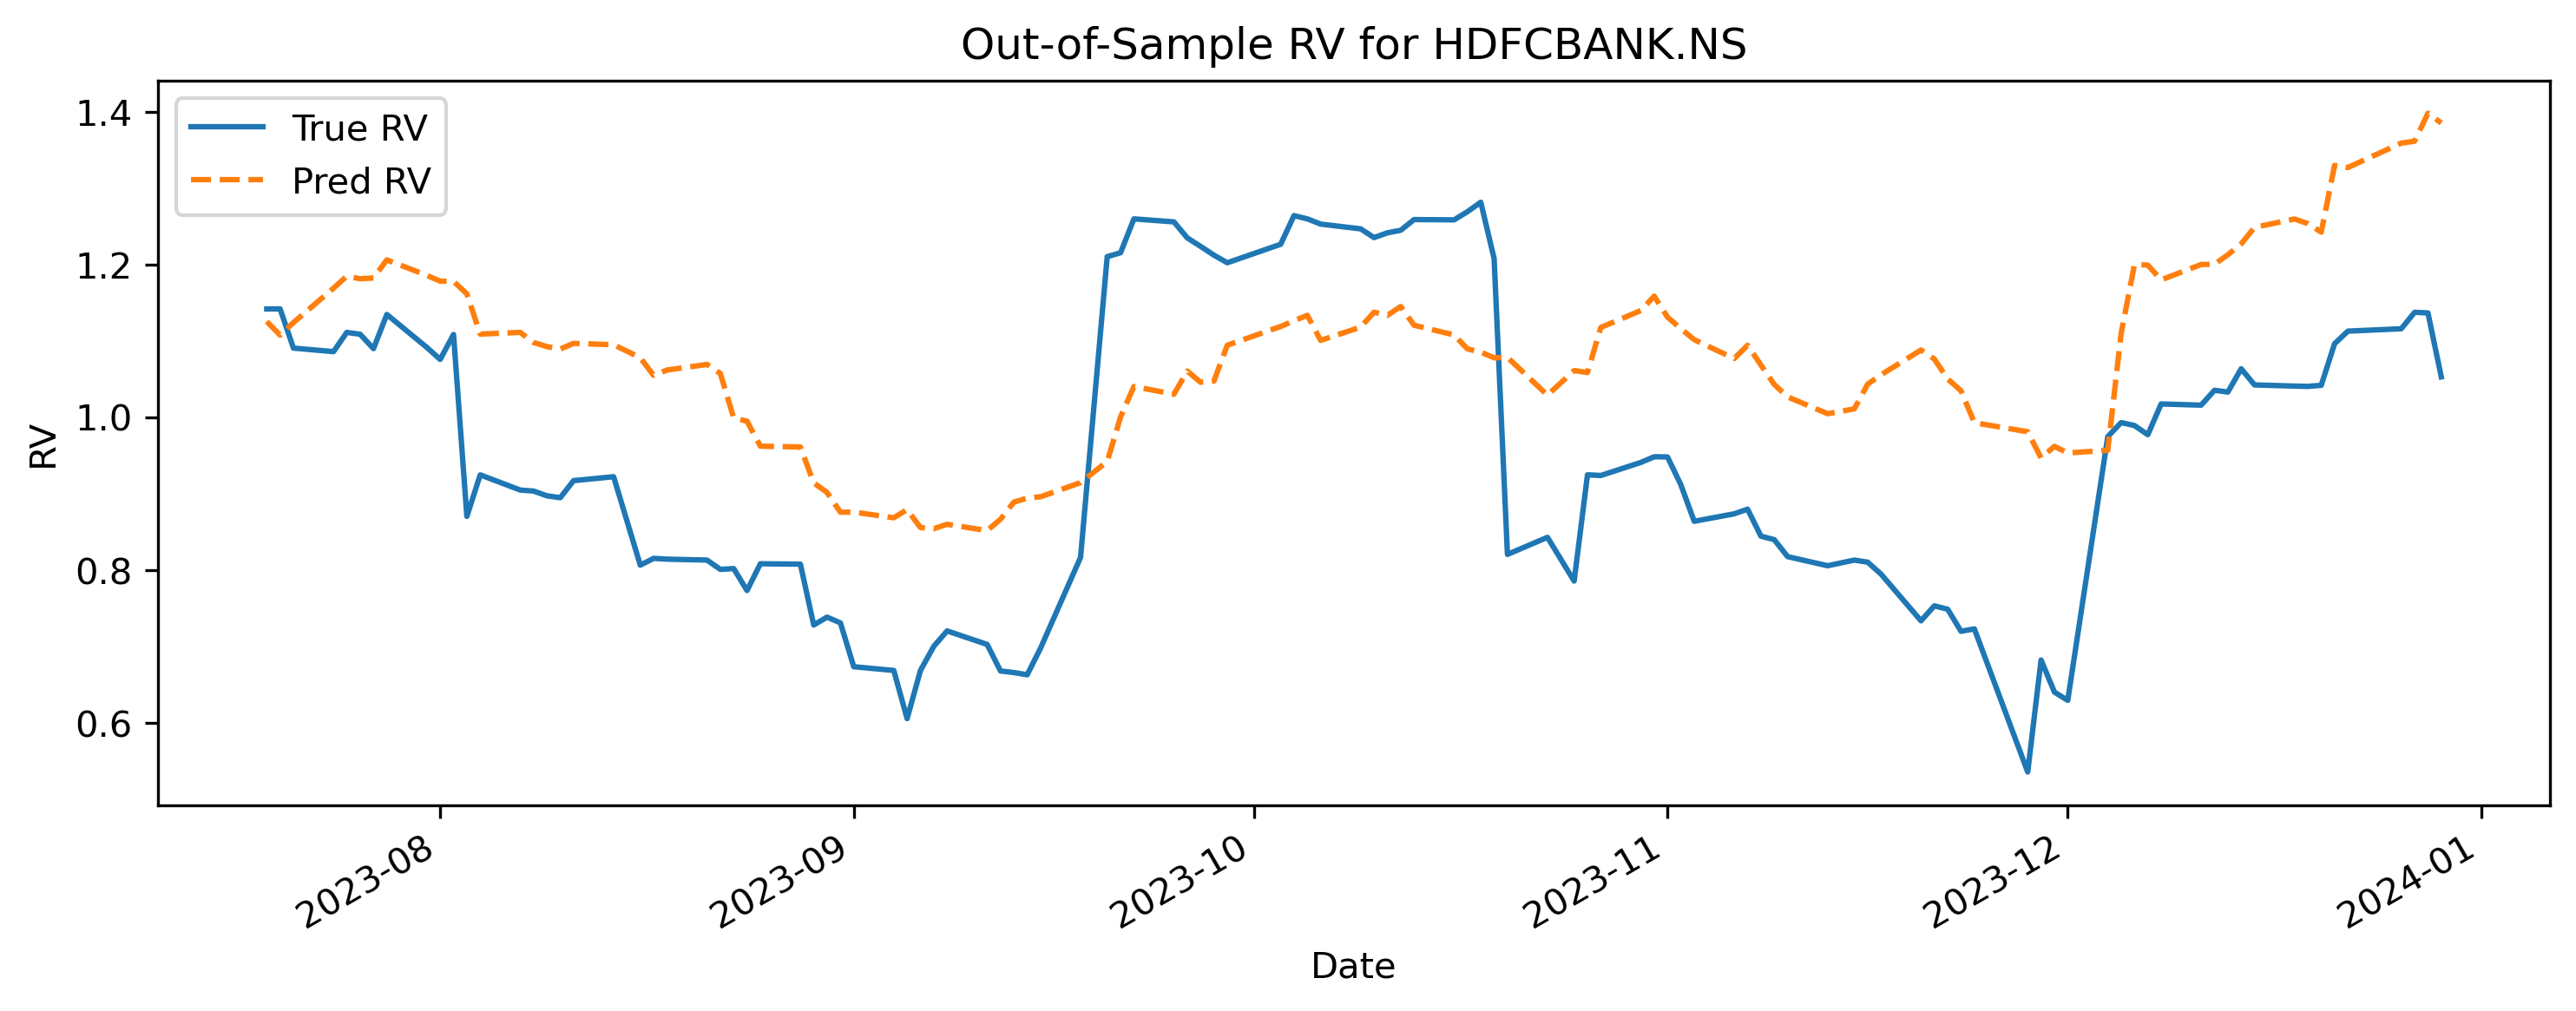 Out-of-Sample RV for HDFCBANK.NS
True RV
Pred RV
1.4
1.2
1.0
0.8
0.6
RV
2023-08
2023-09
2023-10
2023-11
2023-12
2024-01
Date